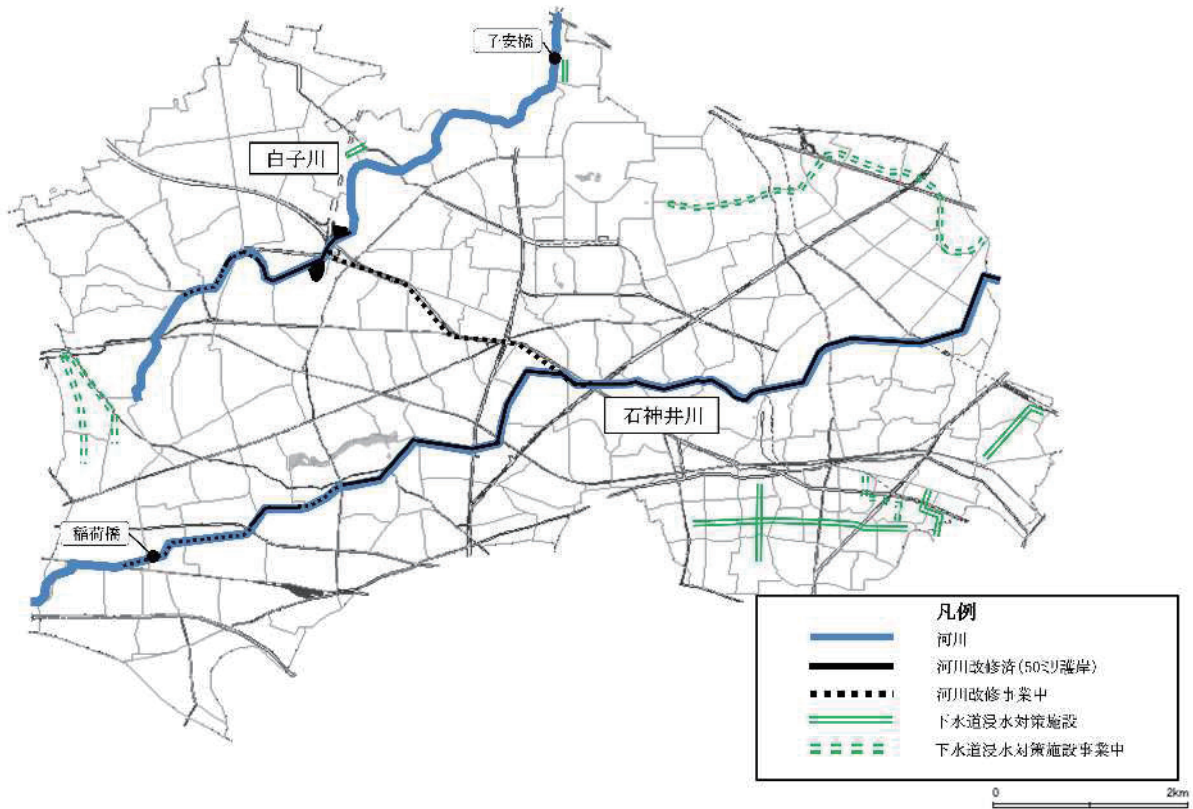 子安橋
白子川
石神井川
稲荷橋
凡例
河川
河川改修済(50ミリ護岸)
河川改修事業中
下水道浸水対策施設
下水道浸水対策施設事業中
0 2km